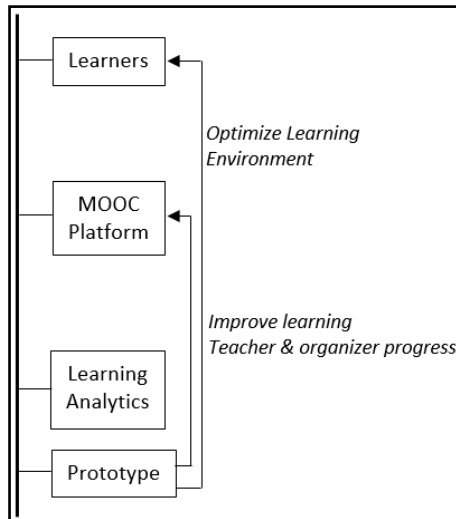 Learners
Optimize Learning
Environment
MOOC
Platform
Improve learning
Teacher & organizer progress
Learning
Analytics
Prototype